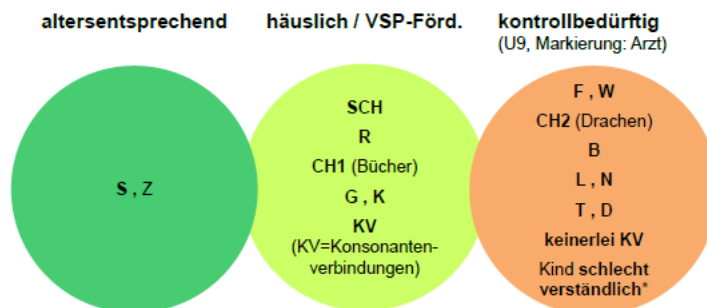 altersentsprechend
häuslich / VSP-Förd.
kontrollbedürftig
(U9, Markierung: Arzt)
S , Z
SCH
R
CH1 (Bücher)
G , K
KV
(KV=Konsonanten-
verbindungen)
F , W
CH2 (Drachen)
B
L , N
T , D
keinerlei KV
Kind schlecht
verständlich*